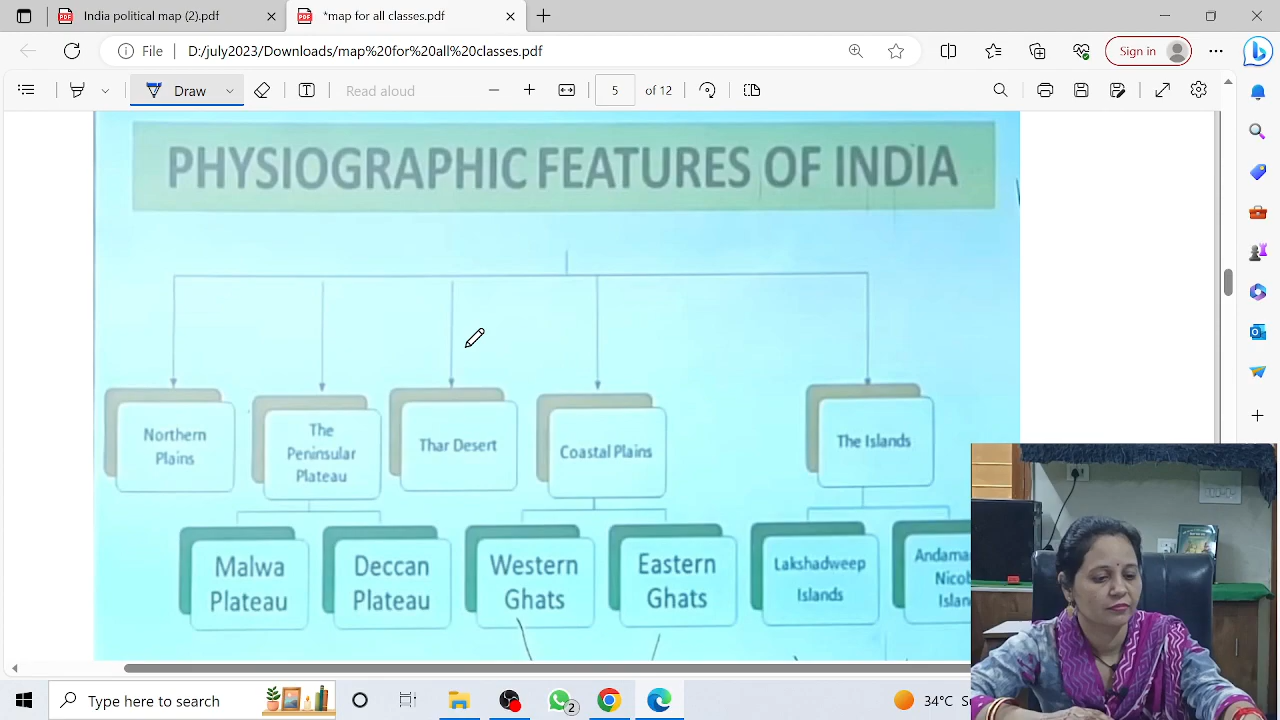 India political map (2).pdf
*map for all classes.pdf
File
D:/july2023/Downloads/map%20for%20all%20classes.pdf
Sign in
Draw
Read aloud
5
of 12
PHYSIOGRAPHIC FEATURES OF INDIA
Northern
Plains
The
Peninsular
Plateau
Thar Desert
Coastal Plains
The Islands
Malwa
Plateau
Deccan
Plateau
Western
Ghats
Eastern
Ghats
Lakshadweep
Islands
Type here to search
2
34°C